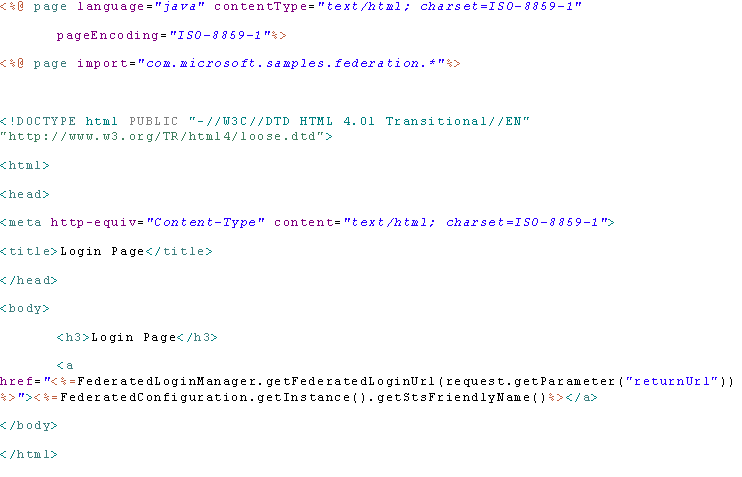 <%@ page language="java" contentType="text/html; charset=ISO-8859-1"
pageEncoding="ISO-8859-1"%>
<%@ page import="com.microsoft.samples.federation.*"%>
<!DOCTYPE html PUBLIC "-//W3C//DTD HTML 4.01 Transitional//EN"
"http://www.w3.org/TR/html4/loose.dtd">
<html>
<head>
<meta http-equiv="Content-Type" content="text/html; charset=ISO-8859-1">
<title>Login Page</title>
</head>
<body>
<h3>Login Page</h3>
<a
href="<%=FederatedLoginManager.getFederatedLoginUrl(request.getParameter("returnUrl"))
%>"><%=FederatedConfiguration.getInstance().getStsFriendlyName()%></a>
</body>
</html>